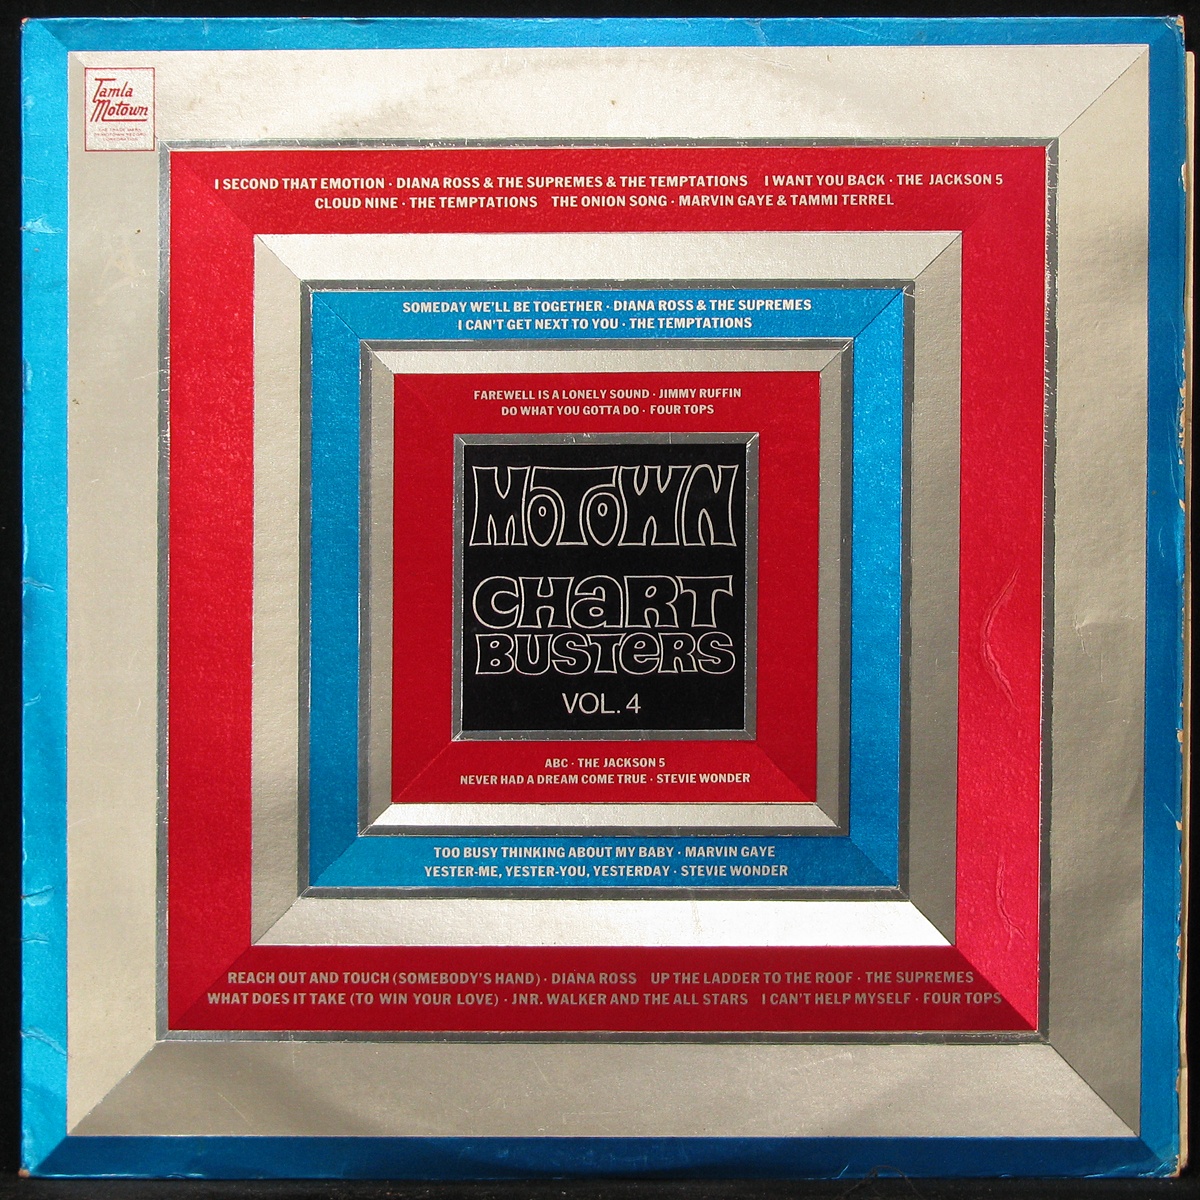 Tamla
Motown
I SECOND THAT EMOTION · DIANA ROSS & THE SUPREMES & THE TEMPTATIONS I WANT YOU BACK · THE JACKSON 5
CLOUD NINE · THE TEMPTATIONS THE ONION SONG · MARVIN GAYE & TAMMI TERREL
SOMEDAY WE'LL BE TOGETHER · DIANA ROSS & THE SUPREMES
I CAN'T GET NEXT TO YOU · THE TEMPTATIONS
FAREWELL IS A LONELY SOUND · JIMMY RUFFIN
DO WHAT YOU GOTTA DO · FOUR TOPS
MOTOWN
CHART
BUSTERS
VOL. 4
ABC · THE JACKSON 5
NEVER HAD A DREAM COME TRUE · STEVIE WONDER
TOO BUSY THINKING ABOUT MY BABY · MARVIN GAYE
YESTER-ME, YESTER-YOU, YESTERDAY · STEVIE WONDER
REACH OUT AND TOUCH (SOMEBODY'S HAND) · DIANA ROSS UP THE LADDER TO THE ROOF · THE SUPREMES
WHAT DOES IT TAKE (TO WIN YOUR LOVE) · JNR. WALKER AND THE ALL STARS I CAN'T HELP MYSELF · FOUR TOPS